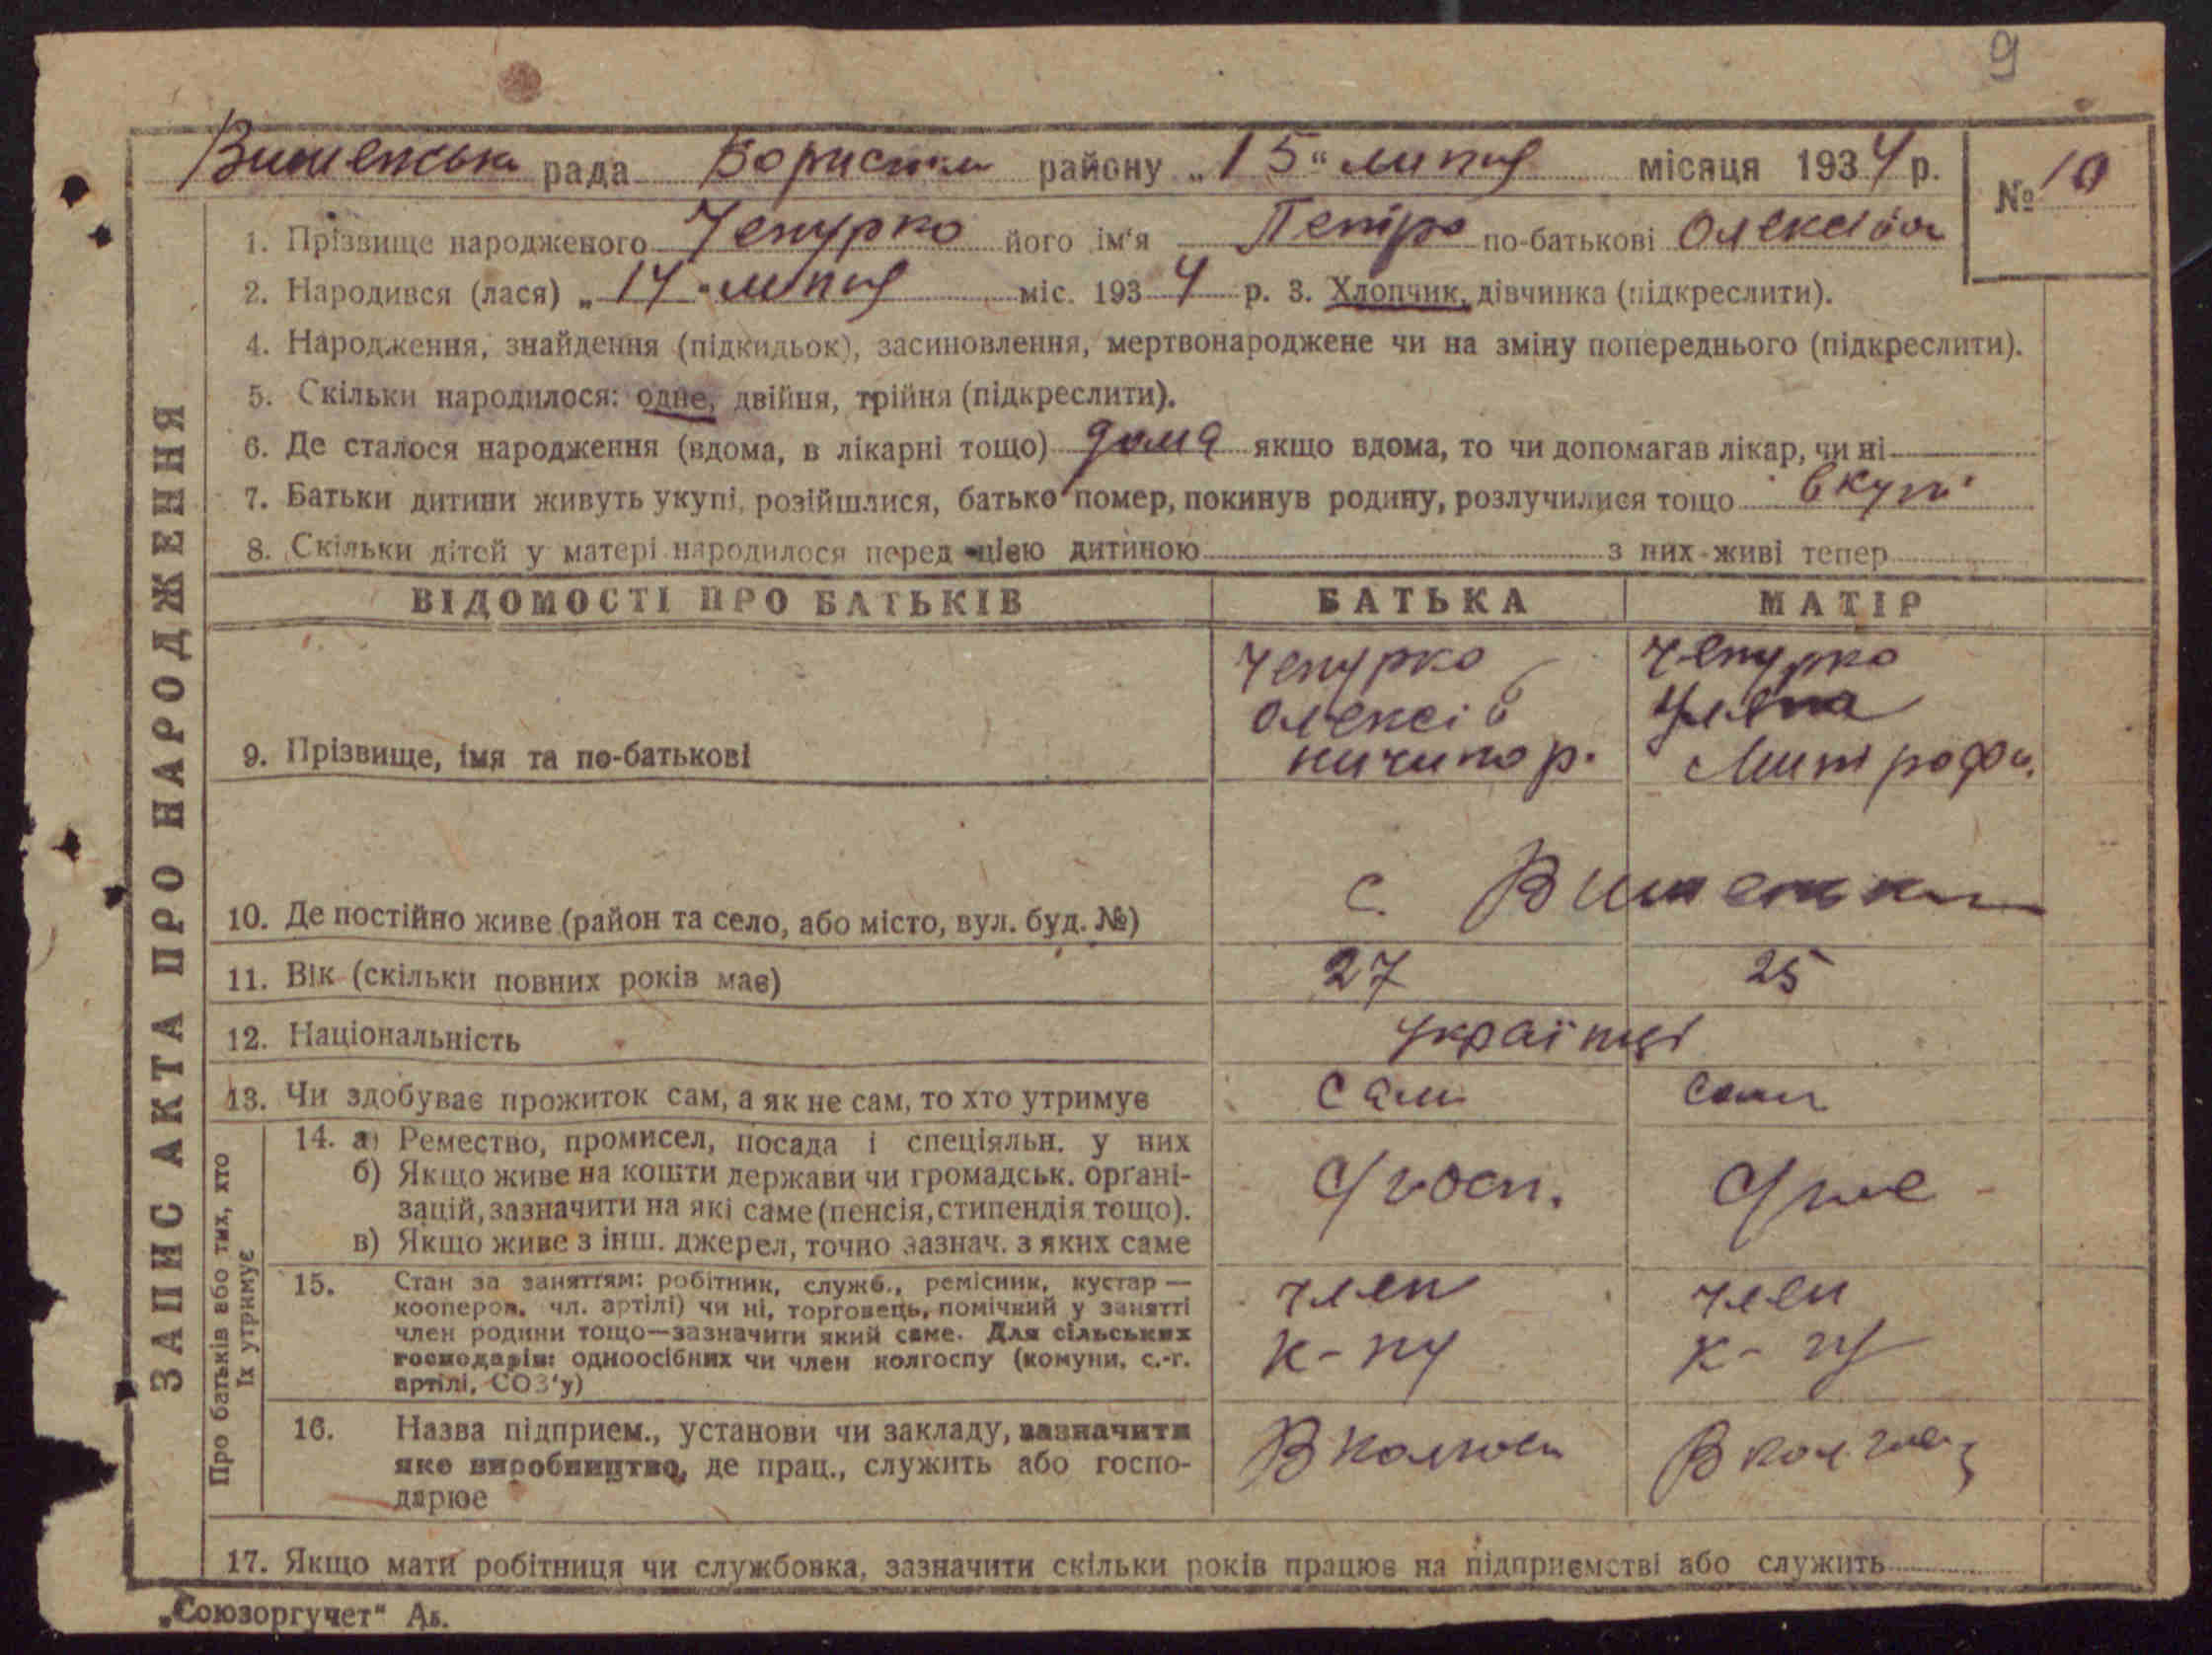 9
Вишенська рада Бориспіл району „15“ липня місяця 1934 р. № 10
1. Прізвище народженого Чепурко його ім'я Петро по-батькові Олексійов
2. Народився (лася) „14“ липня міс. 1934 р. 3. Хлопчик, дівчинка (підкреслити).
4. Народження, знайдення (підкидьок), засиновлення, мертвонароджене чи на зміну попереднього (підкреслити).
5. Скільки народилося: одне, двійня, трійня (підкреслити).
6. Де сталося народження (вдома, в лікарні тощо) дома якщо вдома, то чи допомагав лікар, чи ні
7. Батьки дитини живуть укупі, розійшлися, батько помер, покинув родину, розлучилися тощо вкупі
8. Скільки дітей у матері народилося перед цією дитиною з них живі тепер
ВІДОМОСТІ ПРО БАТЬКІВ БАТЬКА МАТІР
Чепурко Чепурко
Олексій Уляна
9. Прізвище, імя та по-батькові Ничипор. Митрофа.
10. Де постійно живе (район та село, або місто, вул. буд. №) с. Вишеньки
11. Вік (скільки повних років має) 27 25
12. Національність Українці
13. Чи здобуває прожиток сам, а як не сам, то хто утримує сам сама
14. а) Ремество, промисел, посада і спеціяльн. у них
б) Якщо живе на кошти держави чи громадськ. орґані-
зацій, зазначити на які саме (пенсія, стипендія тощо).
в) Якщо живе з інш. джерел, точно зазнач. з яких саме
15. Стан за заняттям: робітник, служб., ремісник, кустар —
кооперов. чл. артілі) чи ні, торговець, помічний у занятті
член родини тощо—зазначити який саме. Для сільських
господарів: одноосібних чи член колгоспу (комуни, с.-г.
артілі, СОЗ'у)
член член
к-пу к-пу
16. Назва підприєм., установи чи закладу, зазначити
яке виробництво, де прац., служить або госпо-
дарює
В колгосп В колгосп
17. Якщо мати робітниця чи службовка, зазначити скільки років працює на підприємстві або служить
ЗАПИС АКТА ПРО НАРОДЖЕННЯ
Про батьків або тих, хто
їх утримує
„Союзоргучет“ Ав.